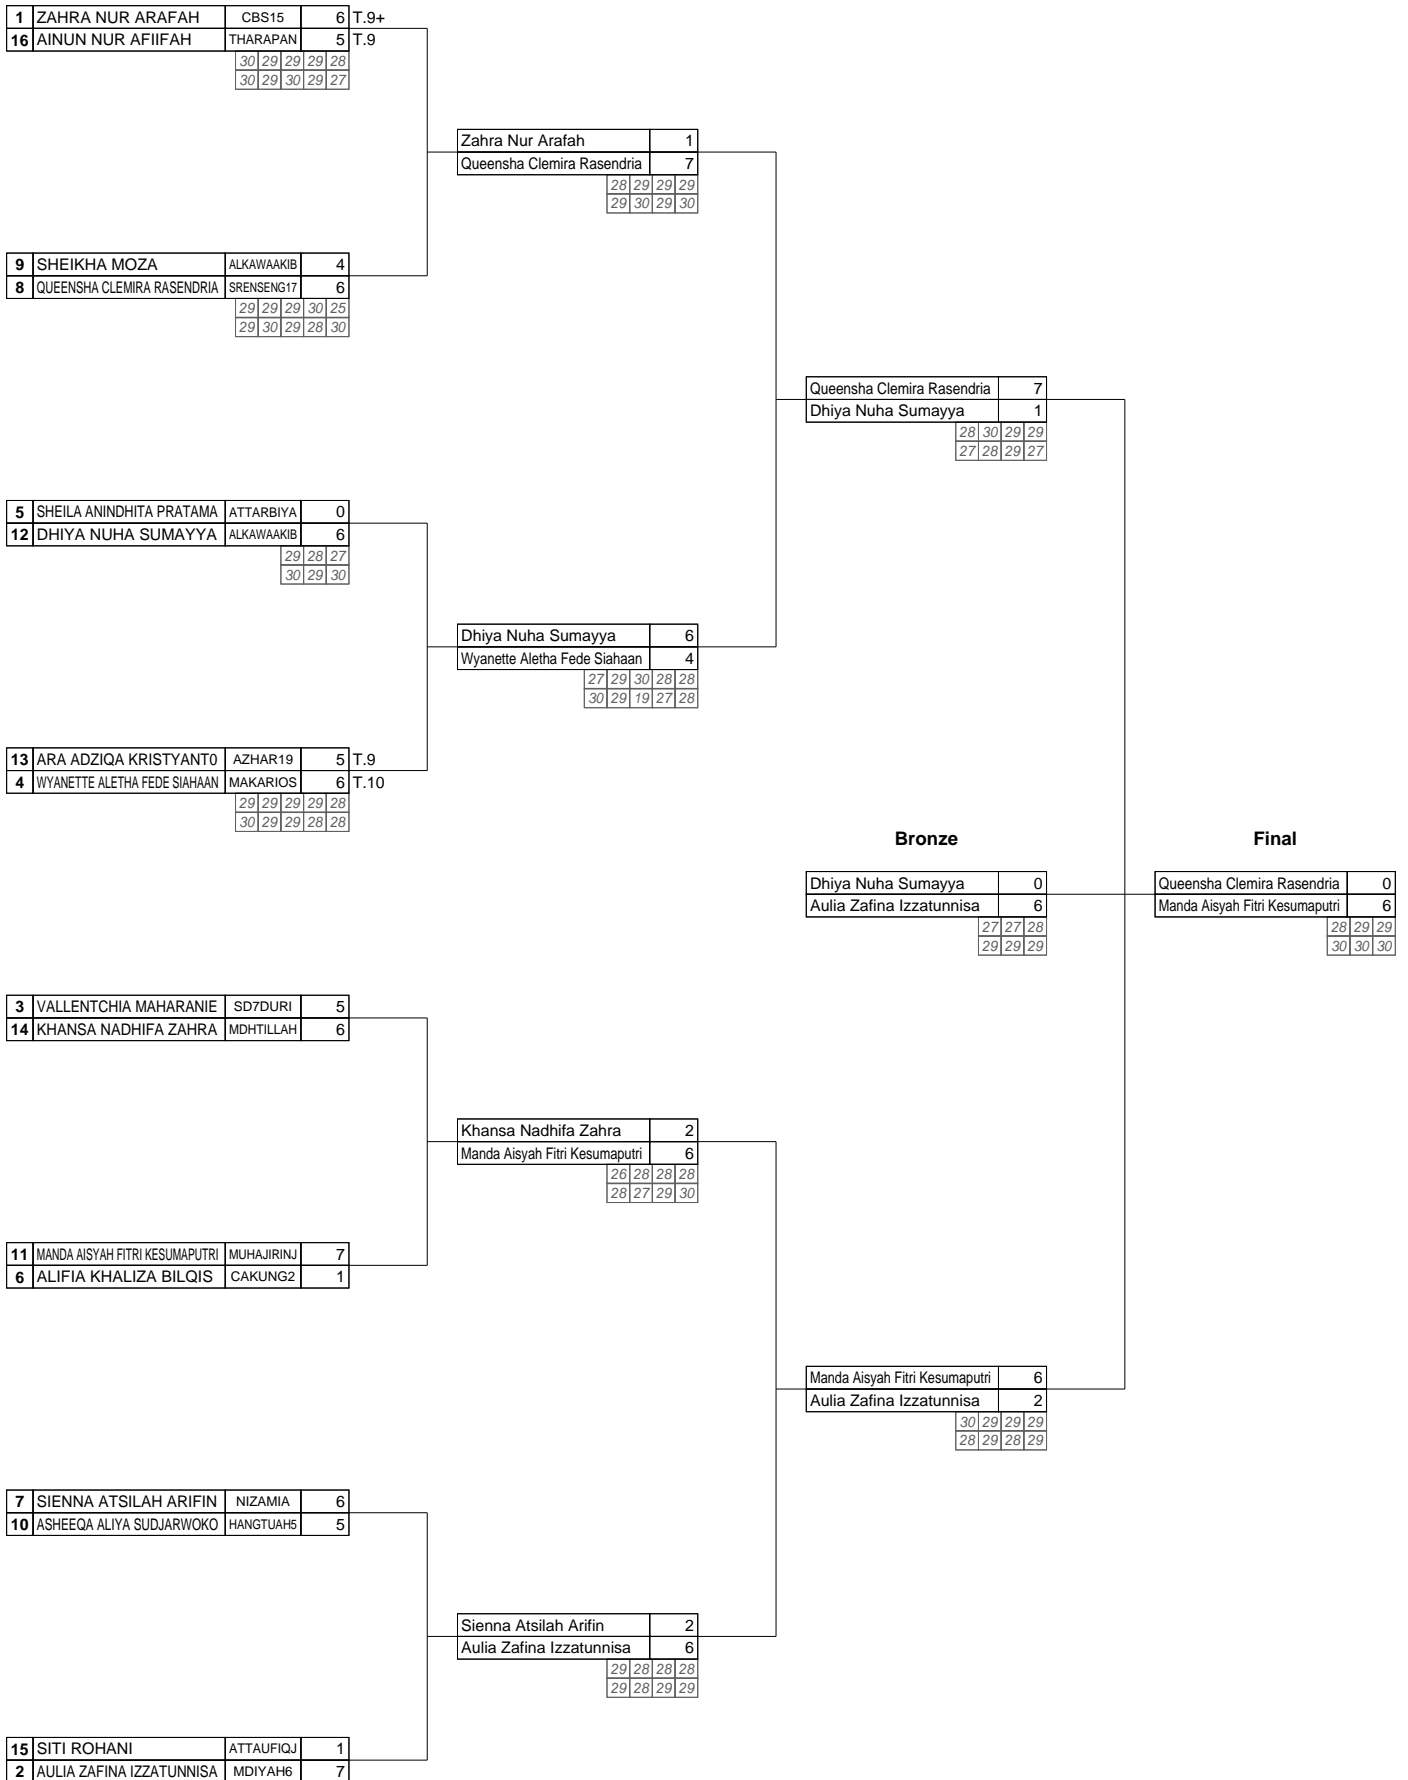 1 ZAHRA NUR ARAFAH CBS15 6 T.9+
16 AINUN NUR AFIIFAH THARAPAN 5 T.9
30 29 29 29 28
30 29 30 29 27
Zahra Nur Arafah 1
Queensha Clemira Rasendria 7
28 29 29 29
29 30 29 30
9 SHEIKHA MOZA ALKAWAAKIB 4
8 QUEENSHA CLEMIRA RASENDRIA SRENSENG17 6
29 29 29 30 25
29 30 29 28 30
Queensha Clemira Rasendria 7
Dhiya Nuha Sumayya 1
28 30 29 29
27 28 29 27
5 SHEILA ANINDHITA PRATAMA ATTARBIYA 0
12 DHIYA NUHA SUMAYYA ALKAWAAKIB 6
29 28 27
30 29 30
Dhiya Nuha Sumayya 6
Wyanette Aletha Fede Siahaan 4
27 29 30 28 28
30 29 19 27 28
13 ARA ADZIQA KRISTYANT0 AZHAR19 5 T.9
4 WYANETTE ALETHA FEDE SIAHAAN MAKARIOS 6 T.10
29 29 29 29 28
30 29 29 28 28
Bronze Final
Dhiya Nuha Sumayya 0
Aulia Zafina Izzatunnisa 6
27 27 28
29 29 29
Queensha Clemira Rasendria 0
Manda Aisyah Fitri Kesumaputri 6
28 29 29
30 30 30
3 VALLENTCHIA MAHARANIE SD7DURI 5
14 KHANSA NADHIFA ZAHRA MDHTILLAH 6
Khansa Nadhifa Zahra 2
Manda Aisyah Fitri Kesumaputri 6
26 28 28 28
28 27 29 30
11 MANDA AISYAH FITRI KESUMAPUTRI MUHAJIRINJ 7
6 ALIFIA KHALIZA BILQIS CAKUNG2 1
Manda Aisyah Fitri Kesumaputri 6
Aulia Zafina Izzatunnisa 2
30 29 29 29
28 29 28 29
7 SIENNA ATSILAH ARIFIN NIZAMIA 6
10 ASHEEQA ALIYA SUDJARWOKO HANGTUAH5 5
Sienna Atsilah Arifin 2
Aulia Zafina Izzatunnisa 6
29 28 28 28
29 28 29 29
15 SITI ROHANI ATTAUFIQJ 1
2 AULIA ZAFINA IZZATUNNISA MDIYAH6 7